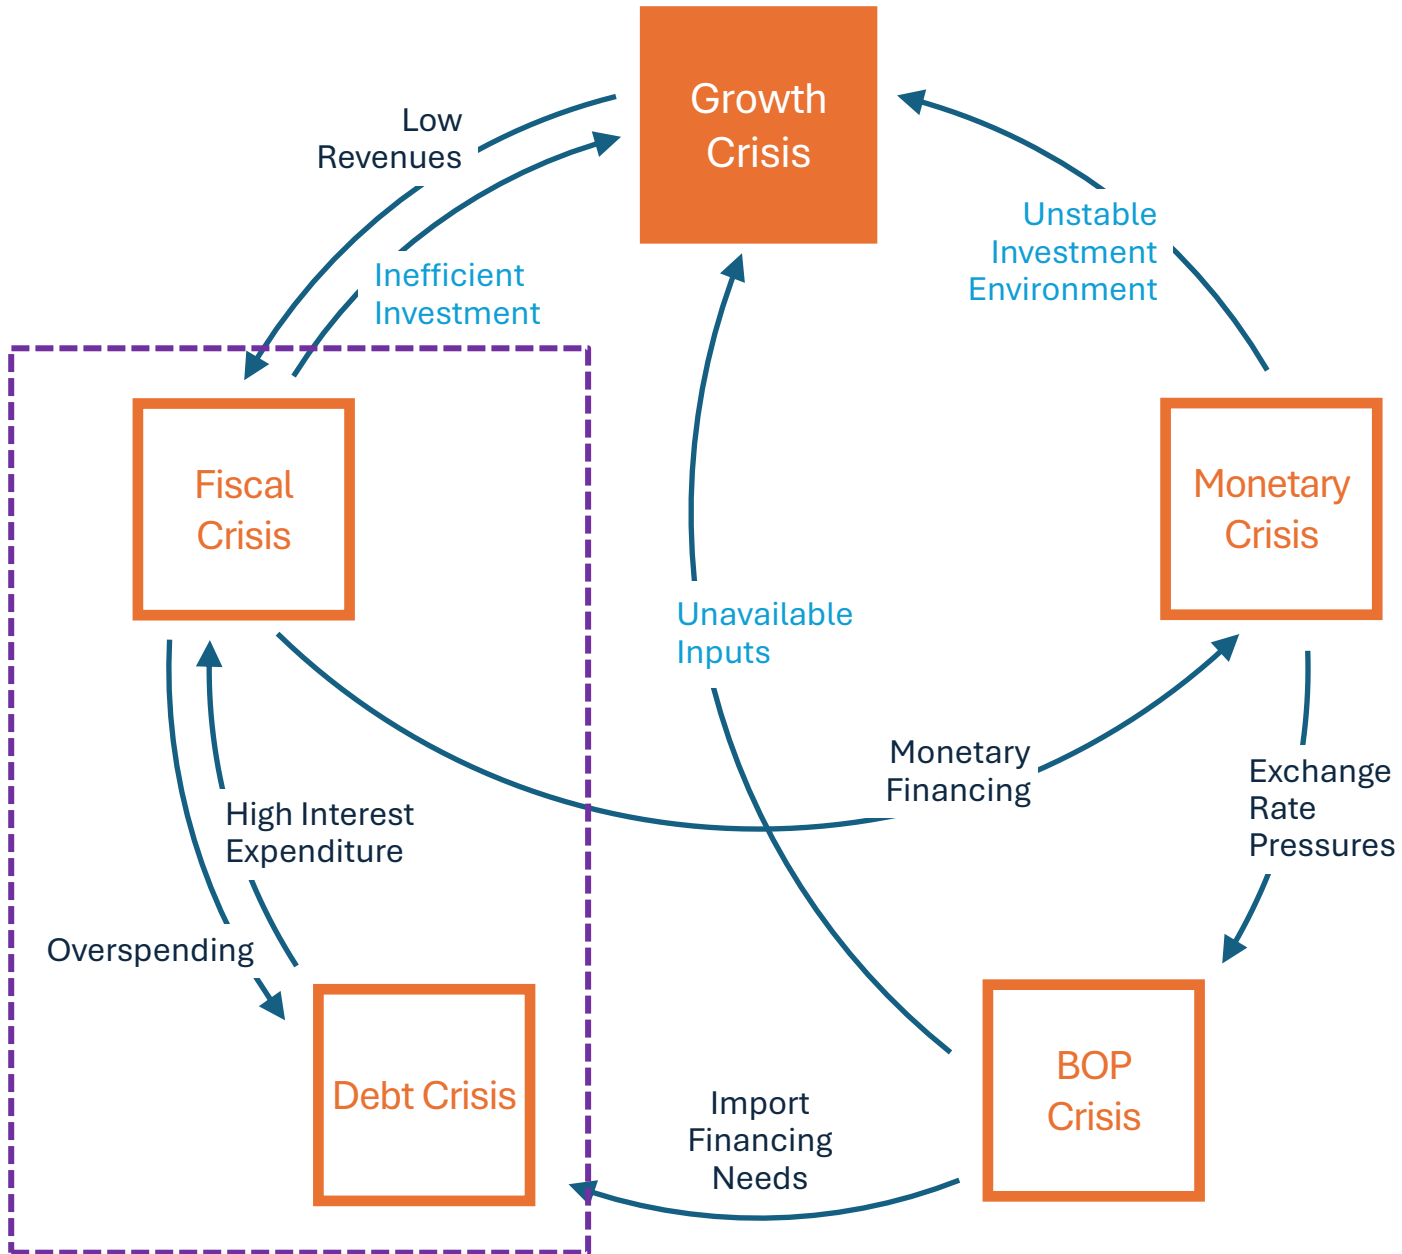 Growth
Crisis
Low
Revenues
Inefficient
Investment
Unstable
Investment
Environment
Fiscal
Crisis
Monetary
Crisis
Unavailable
Inputs
Monetary
Financing
Exchange
Rate
Pressures
High Interest
Expenditure
Overspending
Debt Crisis
BOP
Crisis
Import
Financing
Needs